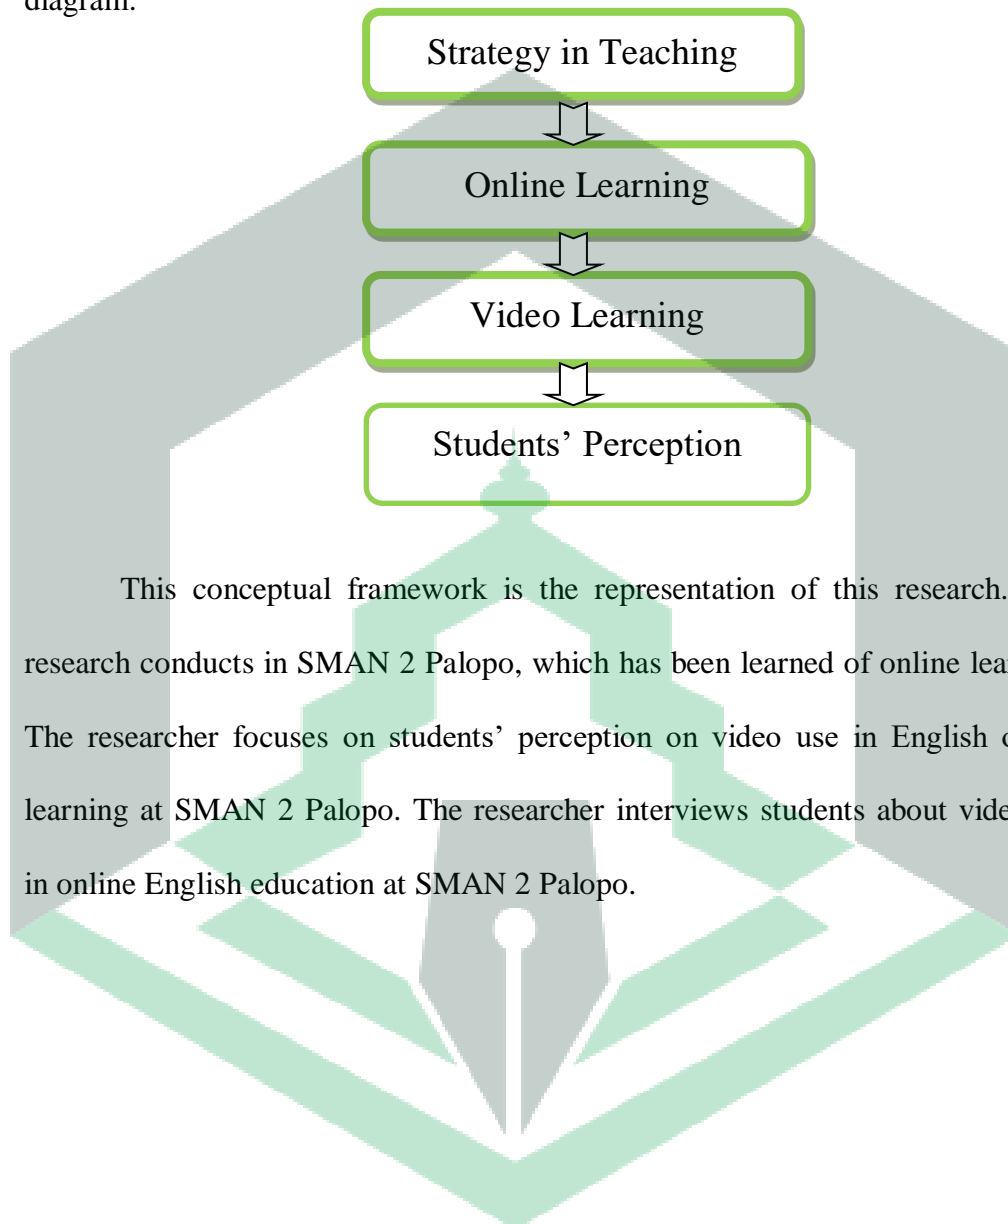 diagram.
Strategy in Teaching
Online Learning
Video Learning
Students’ Perception
This conceptual framework is the representation of this research.
research conducts in SMAN 2 Palopo, which has been learned of online
The researcher focuses on students’ perception on video use in English
learning at SMAN 2 Palopo. The researcher interviews students about
in online English education at SMAN 2 Palopo.